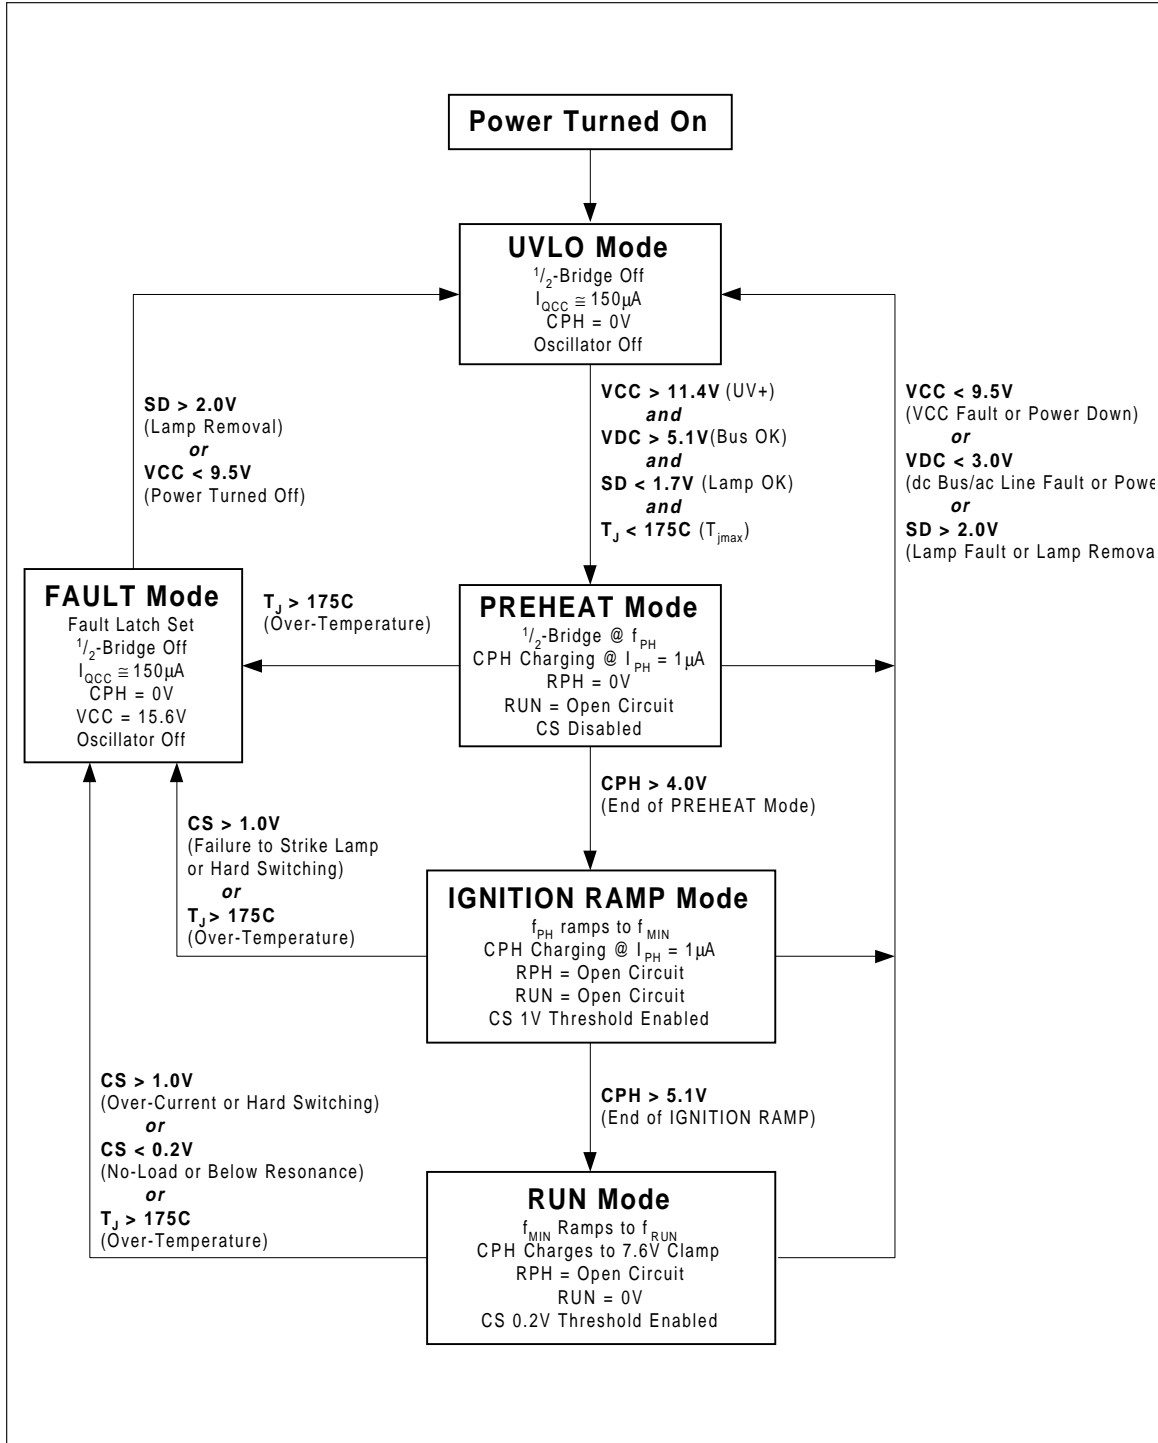 Power Turned On
UVLO Mode
1/2-Bridge Off
IQCC ≅ 150μA
CPH = 0V
Oscillator Off
SD > 2.0V
(Lamp Removal)
or
VCC < 9.5V
(Power Turned Off)
VCC > 11.4V (UV+)
and
VDC > 5.1V(Bus OK)
and
SD < 1.7V (Lamp OK)
and
TJ < 175C (Tjmax)
VCC < 9.5V
(VCC Fault or Power Down)
or
VDC < 3.0V
(dc Bus/ac Line Fault or Powe
or
SD > 2.0V
(Lamp Fault or Lamp Remova
FAULT Mode
Fault Latch Set
1/2-Bridge Off
IQCC ≅ 150μA
CPH = 0V
VCC = 15.6V
Oscillator Off
TJ > 175C
(Over-Temperature)
PREHEAT Mode
1/2-Bridge @ fPH
CPH Charging @ IPH = 1μA
RPH = 0V
RUN = Open Circuit
CS Disabled
CPH > 4.0V
(End of PREHEAT Mode)
CS > 1.0V
(Failure to Strike Lamp
or Hard Switching)
or
TJ > 175C
(Over-Temperature)
IGNITION RAMP Mode
fPH ramps to fMIN
CPH Charging @ IPH = 1μA
RPH = Open Circuit
RUN = Open Circuit
CS 1V Threshold Enabled
CS > 1.0V
(Over-Current or Hard Switching)
or
CS < 0.2V
(No-Load or Below Resonance)
or
TJ > 175C
(Over-Temperature)
CPH > 5.1V
(End of IGNITION RAMP)
RUN Mode
fMIN Ramps to fRUN
CPH Charges to 7.6V Clamp
RPH = Open Circuit
RUN = 0V
CS 0.2V Threshold Enabled